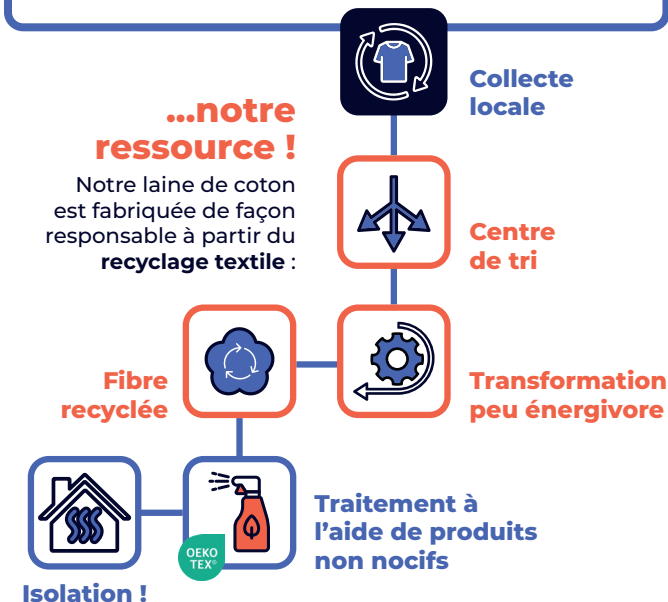 Collecte
locale
...notre
ressource !
Notre laine de coton
est fabriquée de façon
responsable à partir du
recyclage textile :
Centre
de tri
Transformation
peu énergivore
Fibre
recyclée
Traitement à
l’aide de produits
non nocifs
OEKO
TEX®
Isolation !